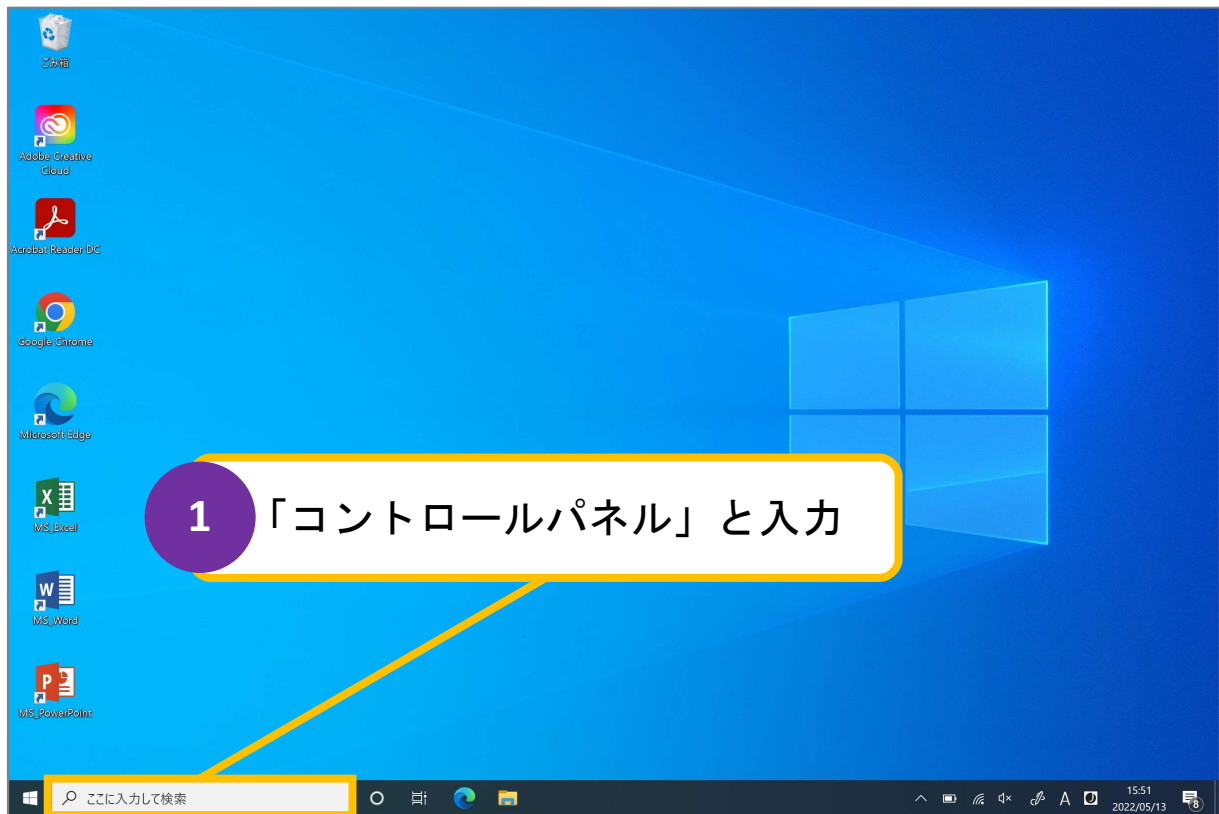 ごみ箱
Adobe Creative
Cloud
Acrobat Reader DC
Google Chrome
Microsoft Edge
MS_Excel
MS_Word
MS_PowerPoint
1 「コントロールパネル」と入力
ここに入力して検索
A
15:51
2022/05/13
8